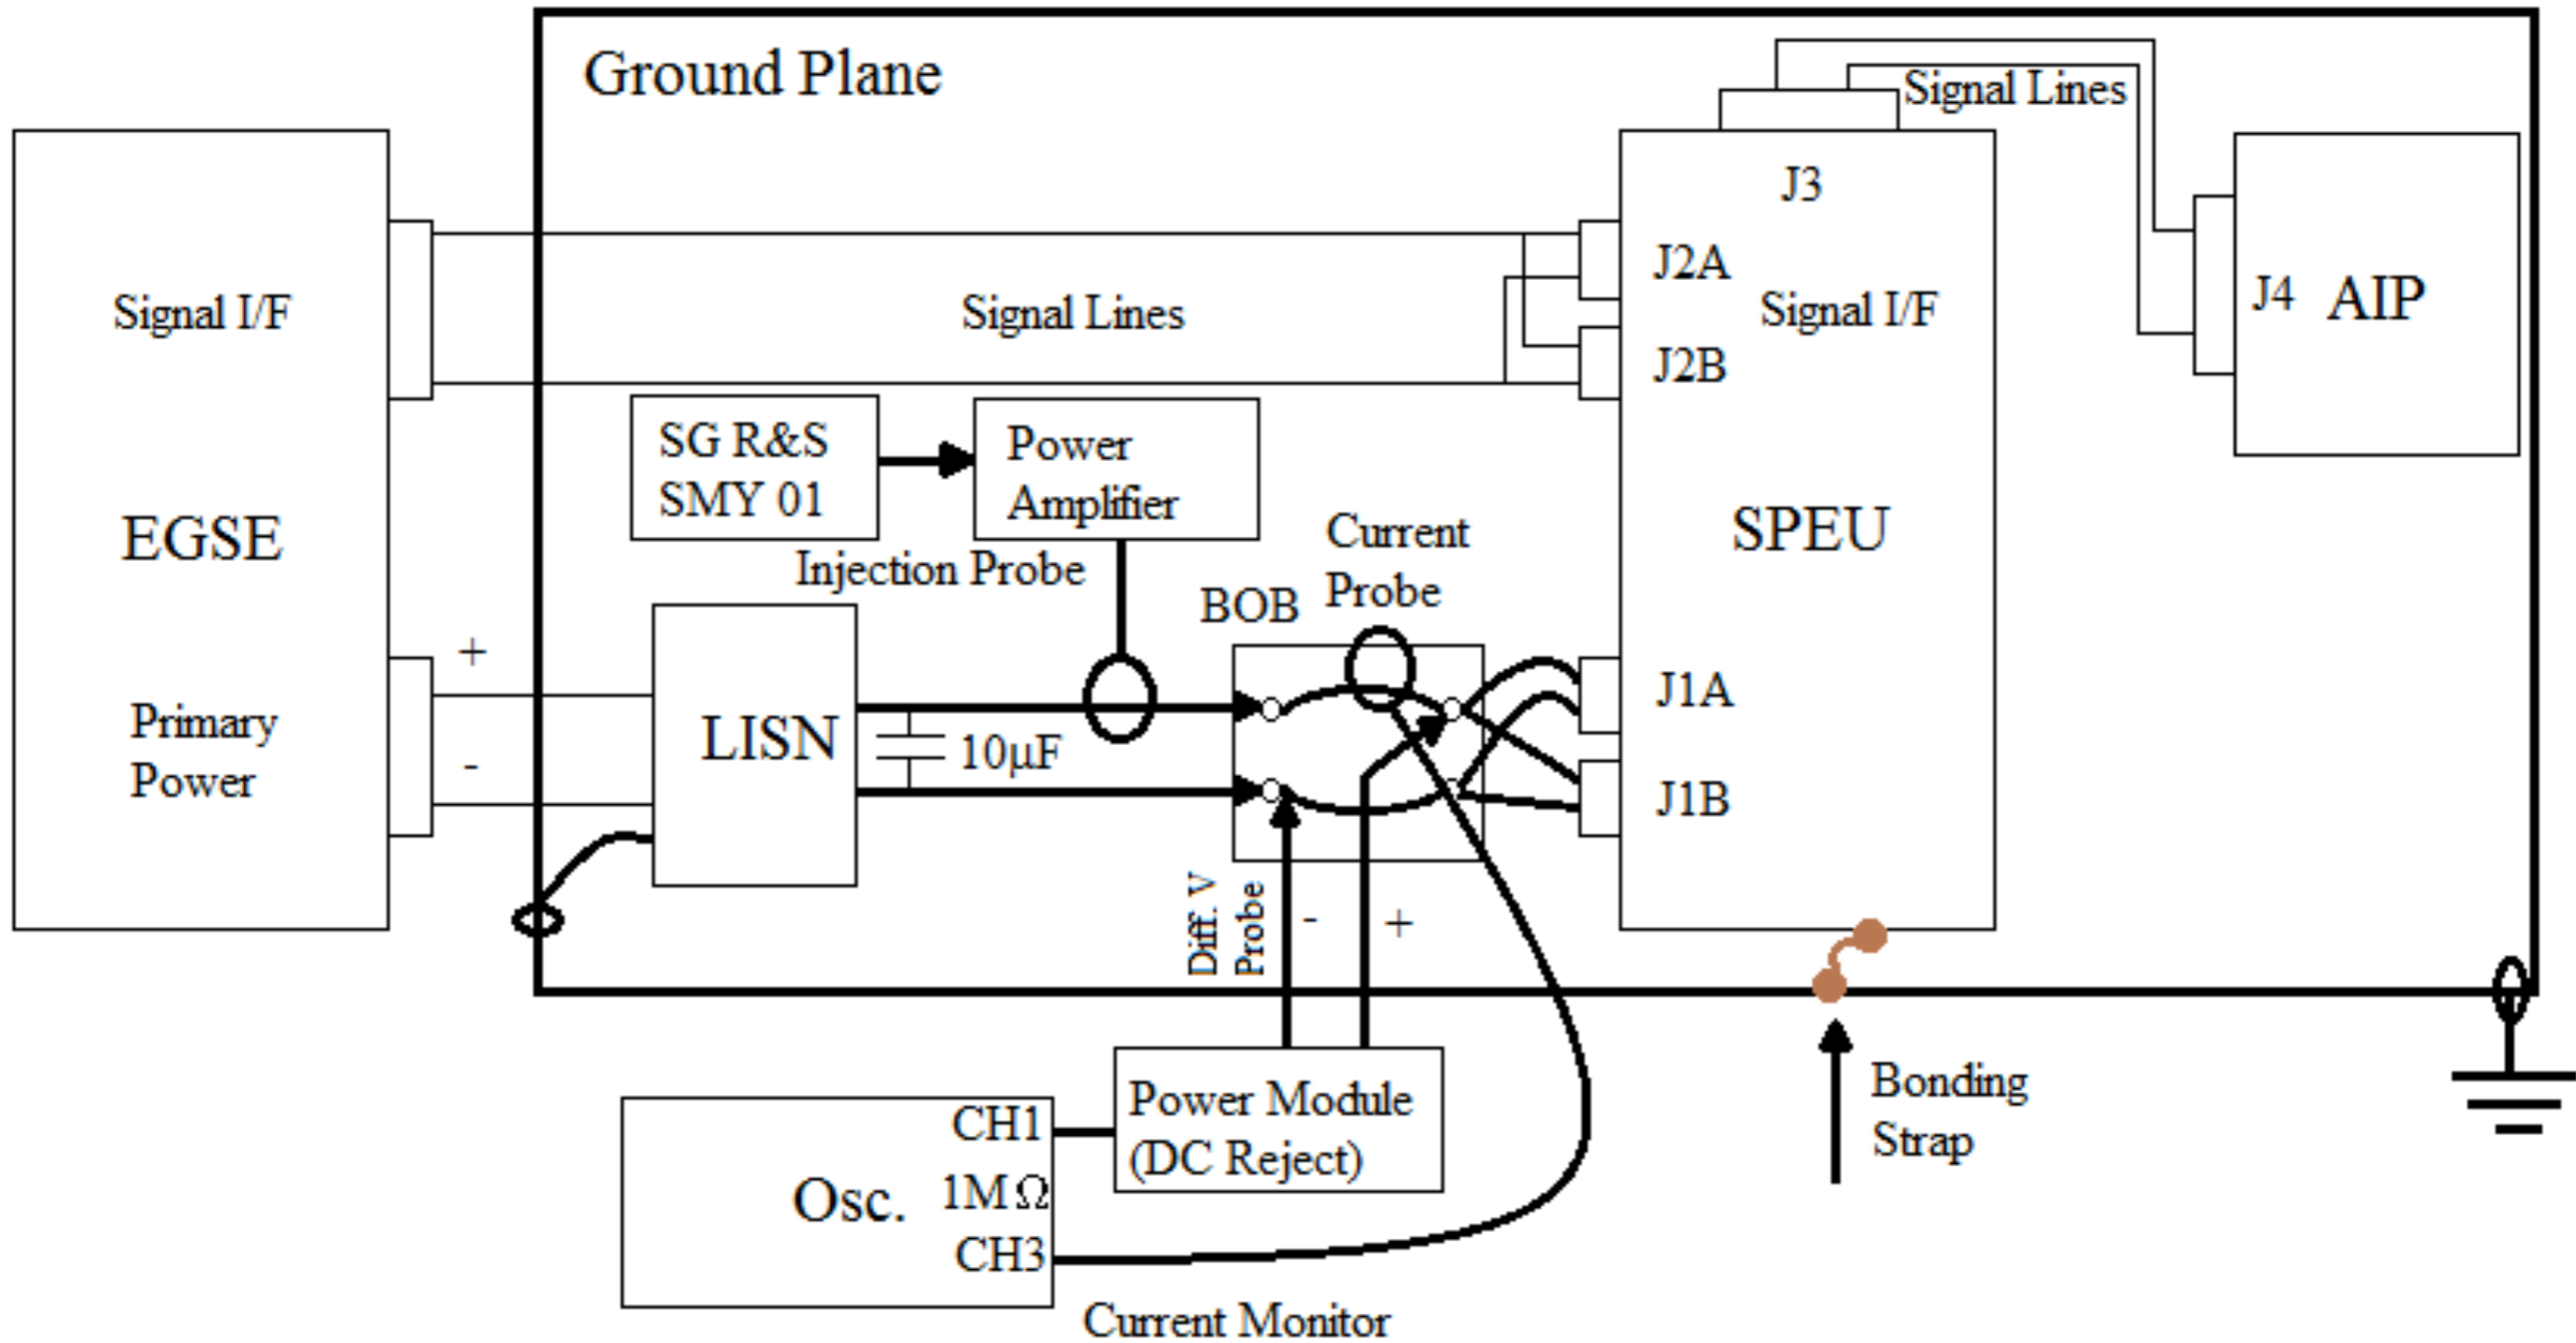 Ground Plane
Signal Lines
J3
J2A
Signal I/F
J2B
J4 AIP
Signal I/F
Signal Lines
SG R&S
SMY 01
Power
Amplifier
EGSE
SPEU
Injection Probe
Current
Probe
BOB
+
-
Primary
Power
LISN
10μF
J1A
J1B
Diff. V
Probe
-
+
Bonding
Strap
Power Module
(DC Reject)
CH1
Osc.
1MΩ
CH3
Current Monitor